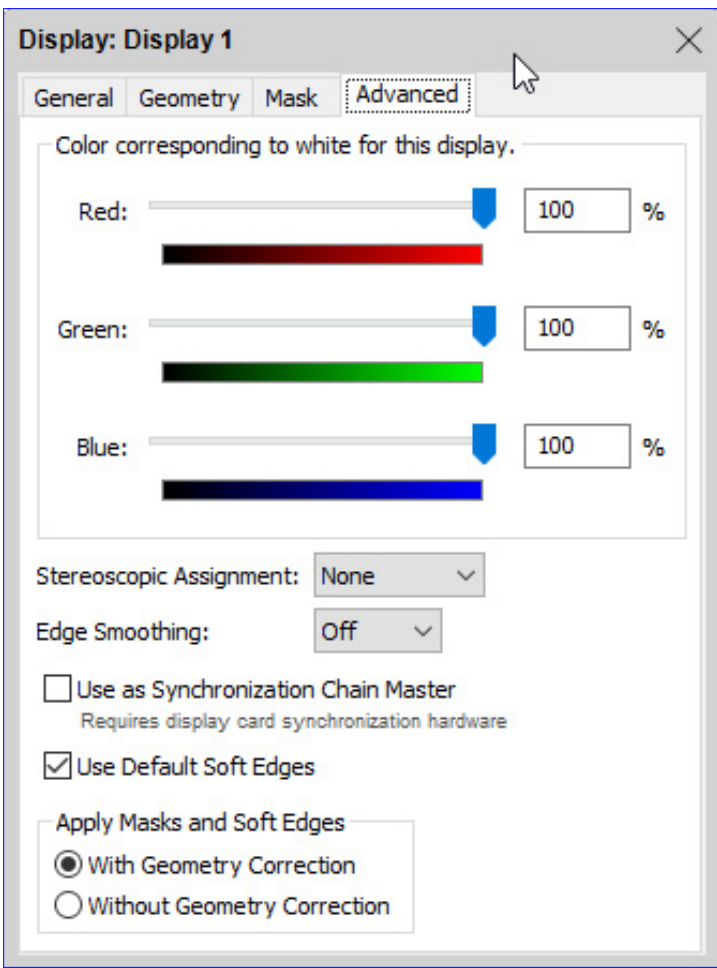 Display: Display 1
General Geometry Mask Advanced
Color corresponding to white for this display.
Red: 100 %
Green: 100 %
Blue: 100 %
Stereoscopic Assignment: None
Edge Smoothing: Off
Use as Synchronization Chain Master
Requires display card synchronization hardware
Use Default Soft Edges
Apply Masks and Soft Edges
With Geometry Correction
Without Geometry Correction